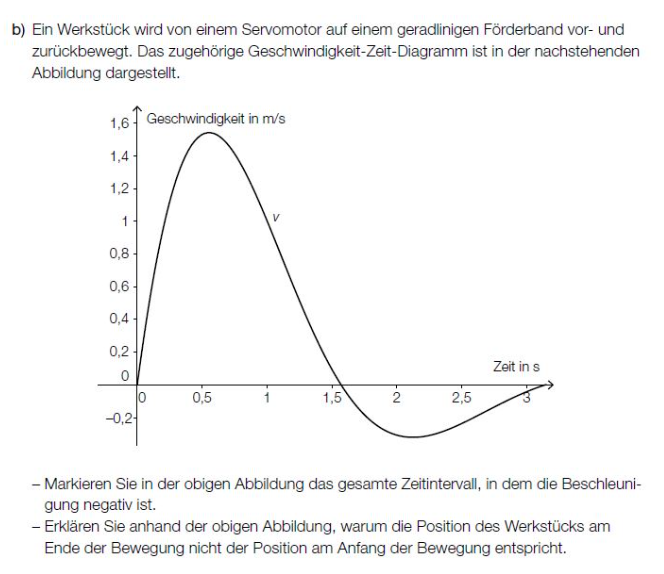 b) Ein Werkstück wird von einem Servomotor auf einem geradlinigen Förderband vor- und
zurückbewegt. Das zugehörige Geschwindigkeit-Zeit-Diagramm ist in der nachstehenden
Abbildung dargestellt.
Geschwindigkeit in m/s
1,6
1,4
1,2
1
v
0,8
0,6
0,4
0,2
Zeit in s
0
0 0,5 1 1,5 2 2,5 3
–0,2
– Markieren Sie in der obigen Abbildung das gesamte Zeitintervall, in dem die Beschleuni-
gung negativ ist.
– Erklären Sie anhand der obigen Abbildung, warum die Position des Werkstücks am
Ende der Bewegung nicht der Position am Anfang der Bewegung entspricht.